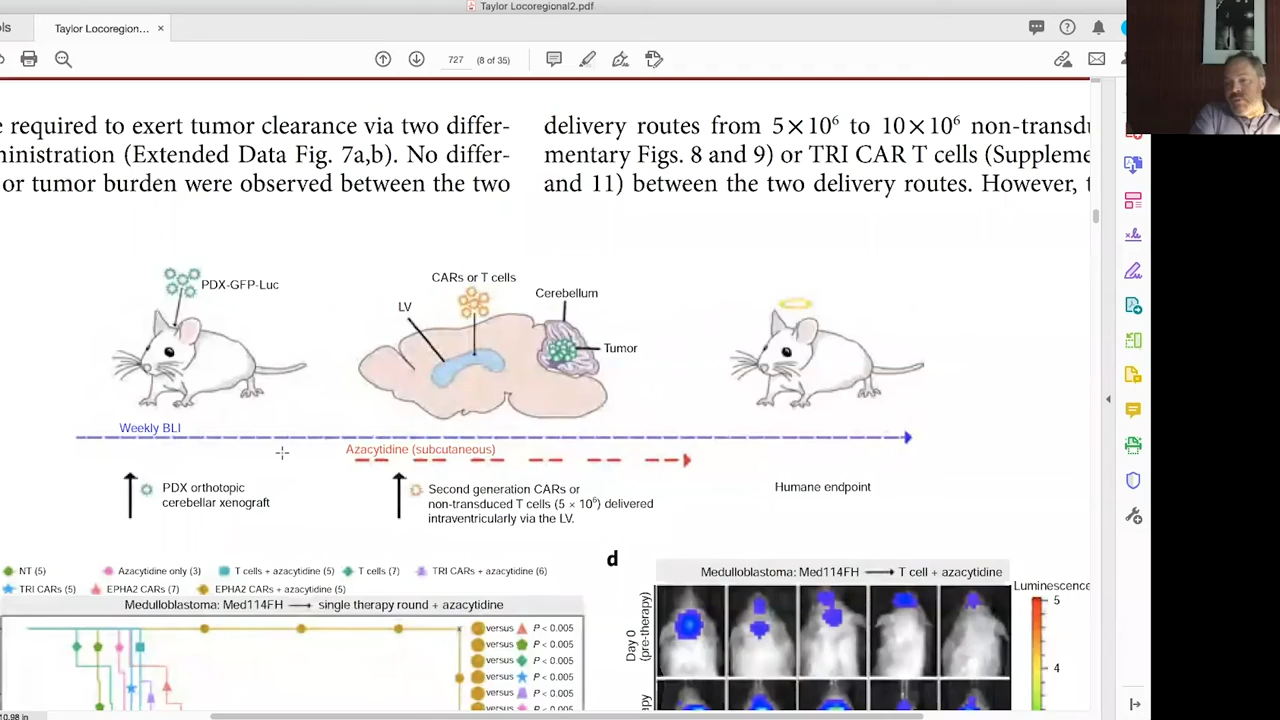 Taylor Locoregional2.pdf
ols
Taylor Locoregion... ×
727 (8 of 35)
e required to exert tumor clearance via two differ-
ministration (Extended Data Fig. 7a,b). No differ-
or tumor burden were observed between the two
delivery routes from 5×10⁶ to 10×10⁶ non-transdu
mentary Figs. 8 and 9) or TRI CAR T cells (Suppleme
and 11) between the two delivery routes. However, t
PDX-GFP-Luc
CARs or T cells
LV
Cerebellum
Tumor
Weekly BLI
Azacytidine (subcutaneous)
PDX orthotopic
cerebellar xenograft
Second generation CARs or
non-transduced T cells (5 × 10⁶) delivered
intraventricularly via the LV.
Humane endpoint
NT (5) Azacytidine only (3) T cells + azacytidine (5) T cells (7) TRI CARs + azacytidine (6)
TRI CARs (5) EPHA2 CARs (7) EPHA2 CARs + azacytidine (5)
Medulloblastoma: Med114FH → single therapy round + azacytidine
versus P < 0.005
versus P < 0.005
versus P < 0.005
versus P < 0.005
versus P < 0.005
d
Medulloblastoma: Med114FH → T cell + azacytidine
Day 0
(pre-therapy)
Luminescence
5
4
10.98 in